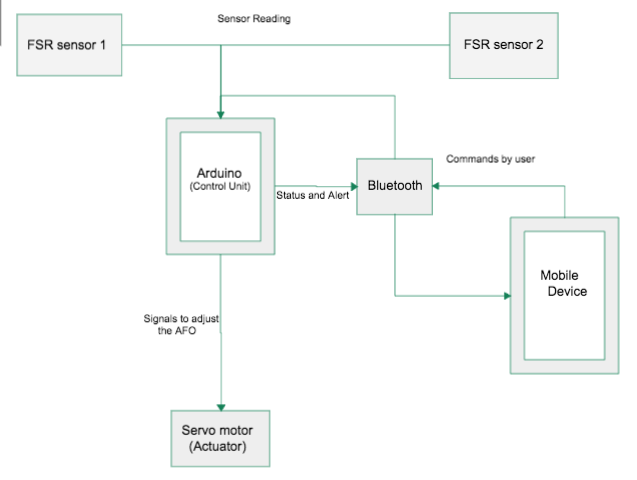 Sensor Reading
FSR sensor 1
FSR sensor 2
Arduino
(Control Unit)
Status and Alert
Bluetooth
Commands by user
Mobile
Device
Signals to adjust
the AFO
Servo motor
(Actuator)